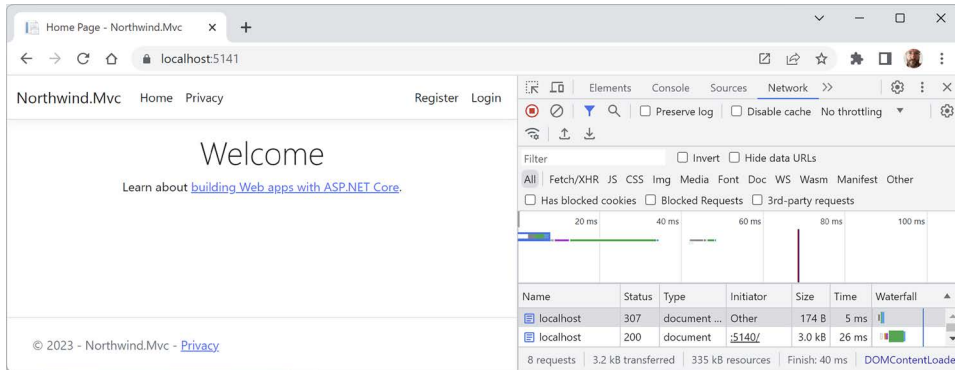 Home Page - Northwind.Mvc
localhost:5141
Northwind.Mvc Home Privacy Register Login
Welcome
Learn about building Web apps with ASP.NET Core.
© 2023 - Northwind.Mvc - Privacy
Elements Console Sources Network
Preserve log Disable cache No throttling
Filter Invert Hide data URLs
All Fetch/XHR JS CSS Img Media Font Doc WS Wasm Manifest Other
Has blocked cookies Blocked Requests 3rd-party requests
20 ms 40 ms 60 ms 80 ms 100 ms
Name Status Type Initiator Size Time Waterfall
localhost 307 document ... Other 174 B 5 ms
localhost 200 document :5140/ 3.0 kB 26 ms
8 requests 3.2 kB transferred 335 kB resources Finish: 40 ms DOMContentLoade